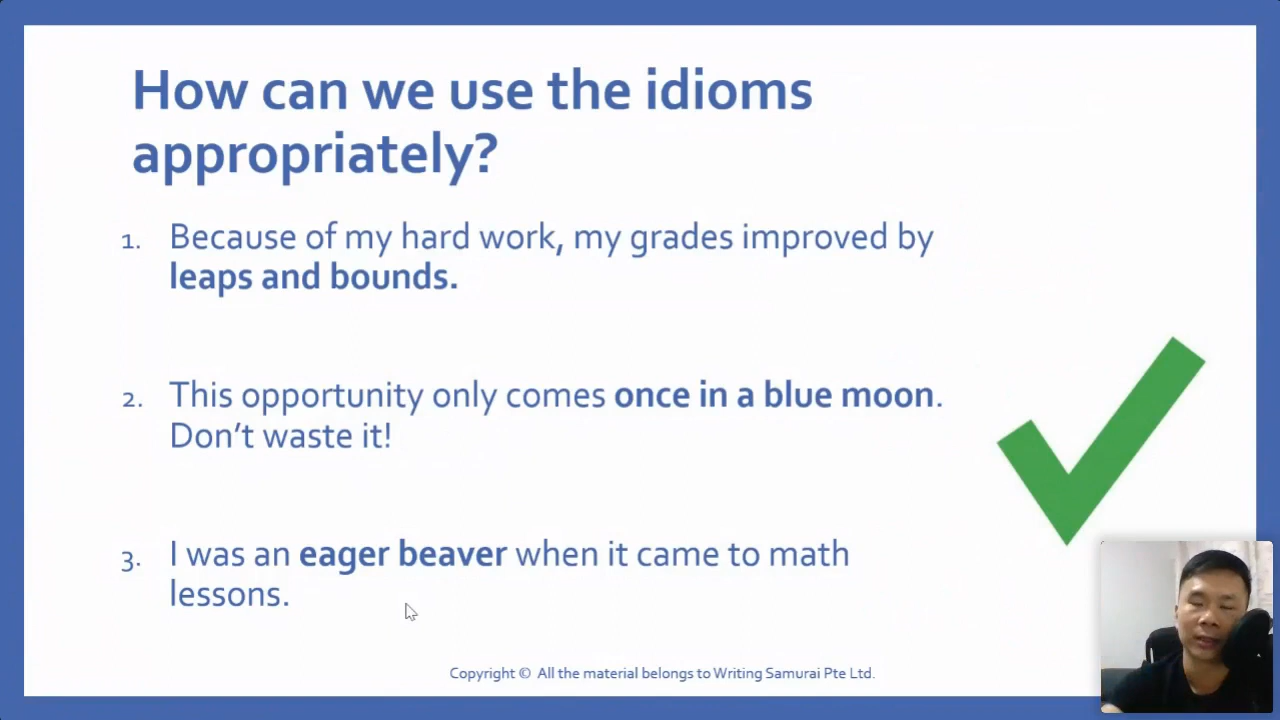 How can we use the idioms
appropriately?
1. Because of my hard work, my grades improved by
leaps and bounds.
2. This opportunity only comes once in a blue moon.
Don’t waste it!
3. I was an eager beaver when it came to math
lessons.
Copyright © All the material belongs to Writing Samurai Pte Ltd.